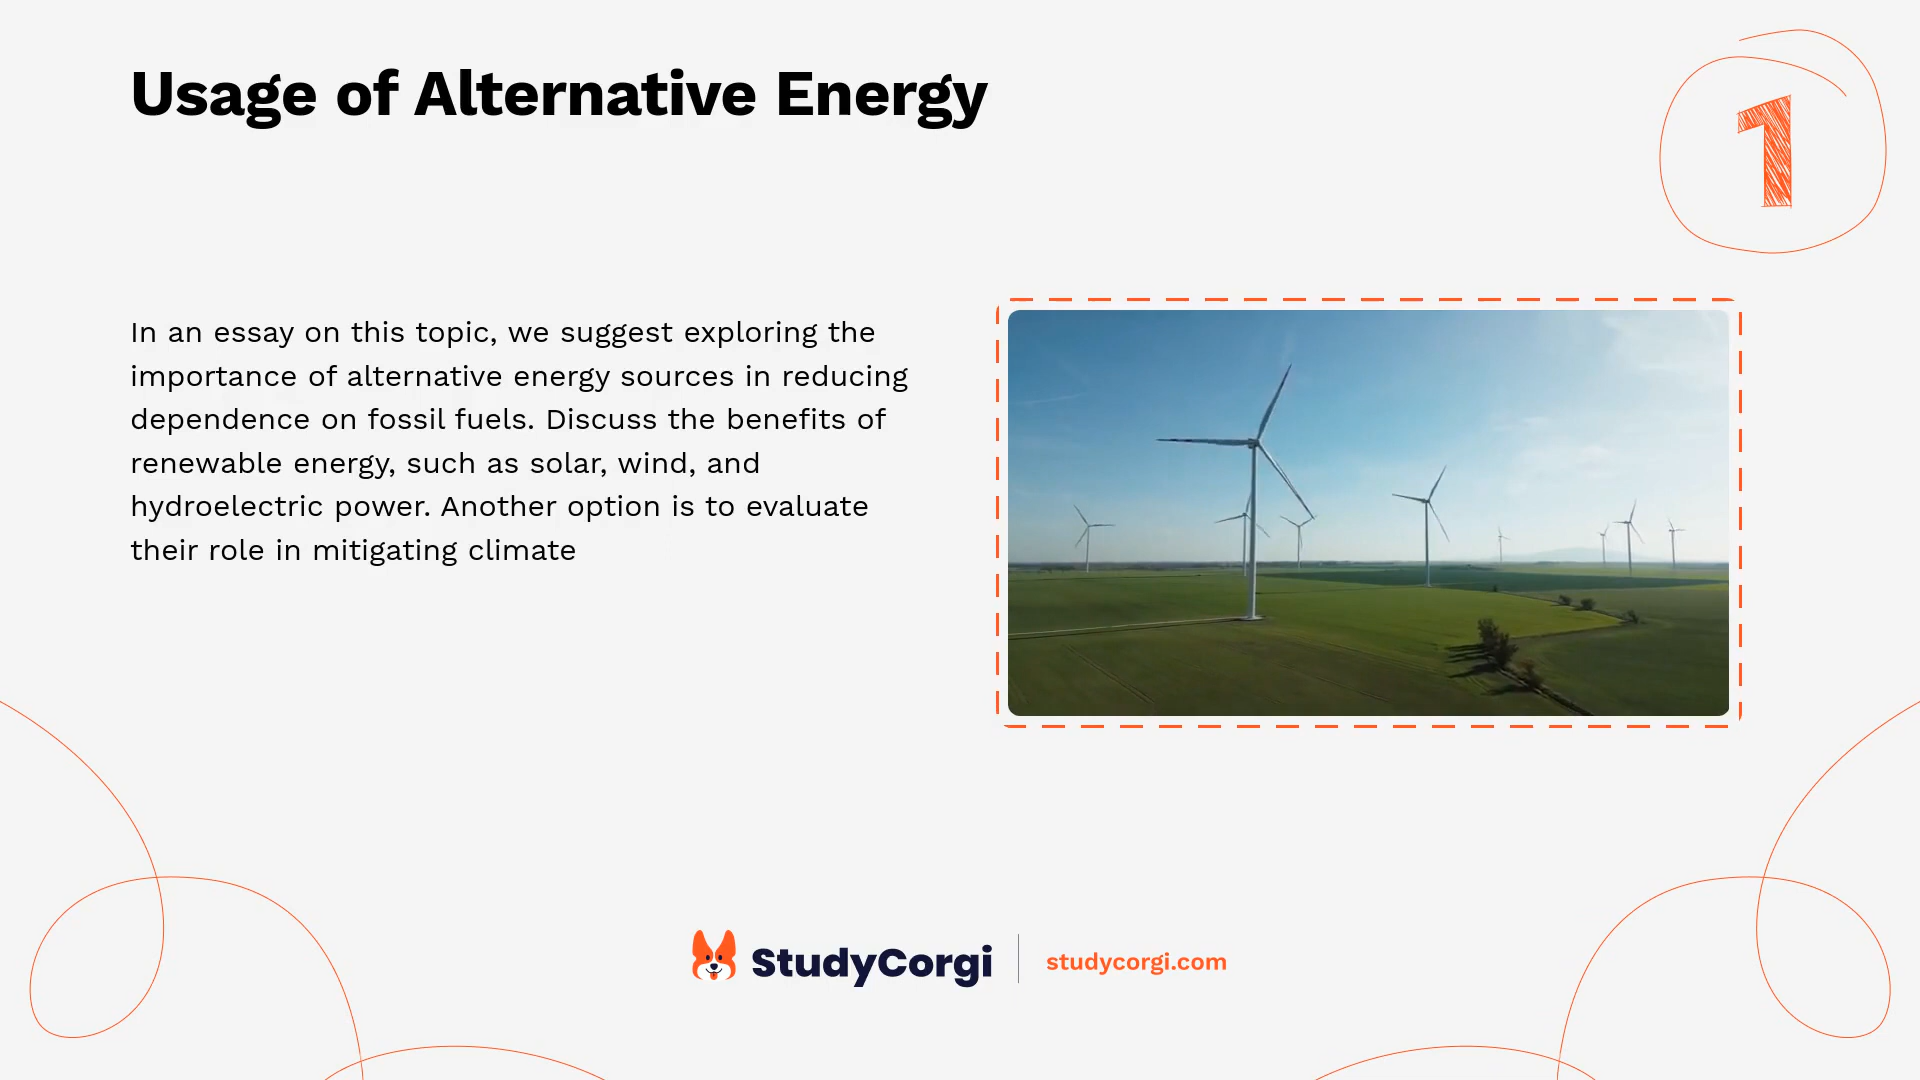 Usage of Alternative Energy
1
In an essay on this topic, we suggest exploring the
importance of alternative energy sources in reducing
dependence on fossil fuels. Discuss the benefits of
renewable energy, such as solar, wind, and
hydroelectric power. Another option is to evaluate
their role in mitigating climate
StudyCorgi
studycorgi.com